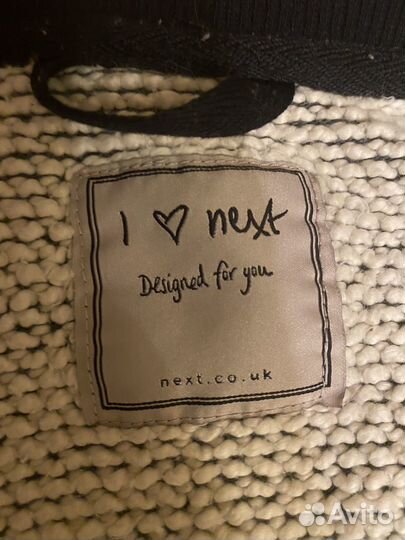 I ♡ next
Designed for you
next.co.uk
Avito